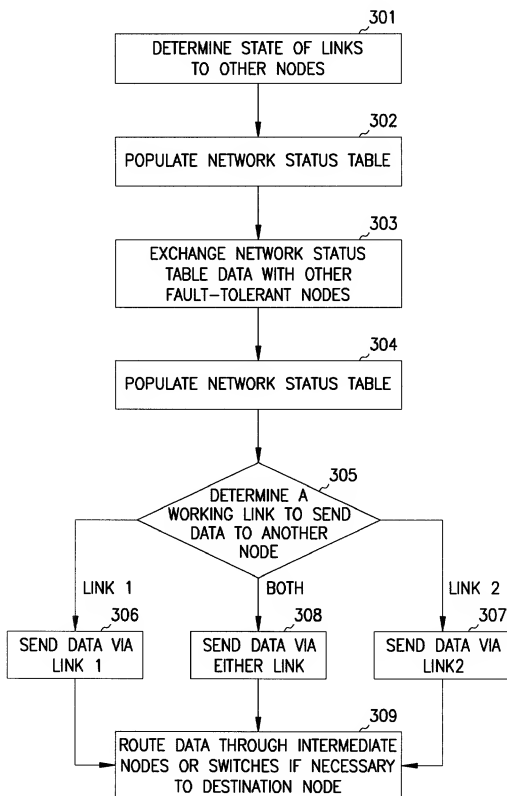 301
DETERMINE STATE OF LINKS
TO OTHER NODES
302
POPULATE NETWORK STATUS TABLE
303
EXCHANGE NETWORK STATUS
TABLE DATA WITH OTHER
FAULT-TOLERANT NODES
304
POPULATE NETWORK STATUS TABLE
305
DETERMINE A
WORKING LINK TO SEND
DATA TO ANOTHER
NODE
LINK 1
BOTH
LINK 2
306
SEND DATA VIA
LINK 1
308
SEND DATA VIA
EITHER LINK
307
SEND DATA VIA
LINK2
309
ROUTE DATA THROUGH INTERMEDIATE
NODES OR SWITCHES IF NECESSARY
TO DESTINATION NODE